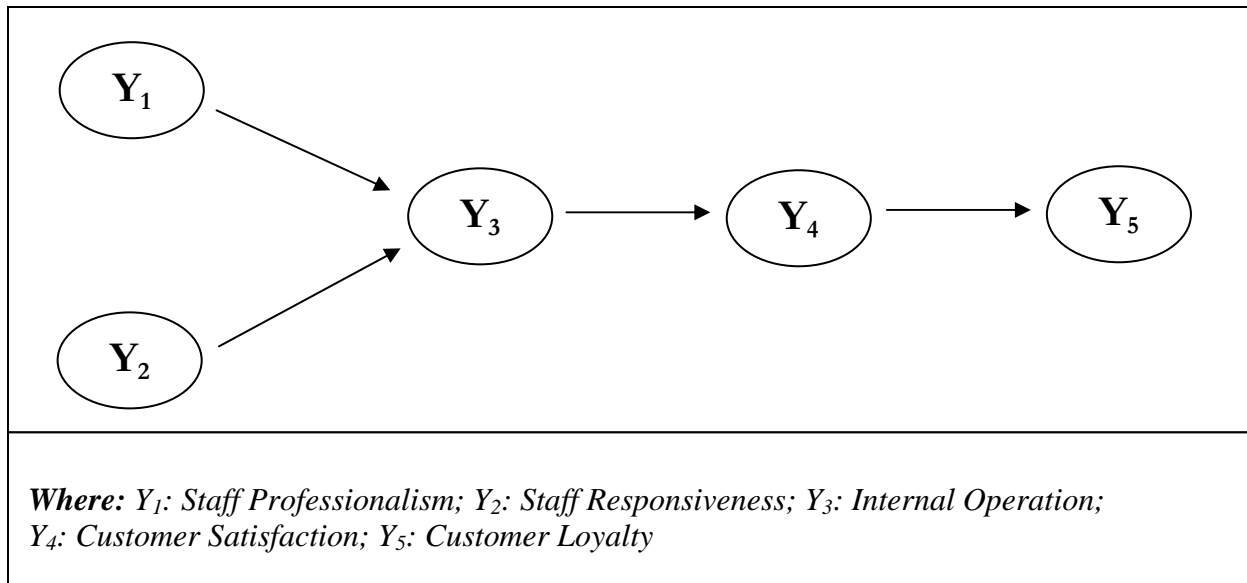 Y₁
Y₃
Y₄
Y₅
Y₂
Where: Y₁: Staff Professionalism; Y₂: Staff Responsiveness; Y₃: Internal Operation;
Y₄: Customer Satisfaction; Y₅: Customer Loyalty